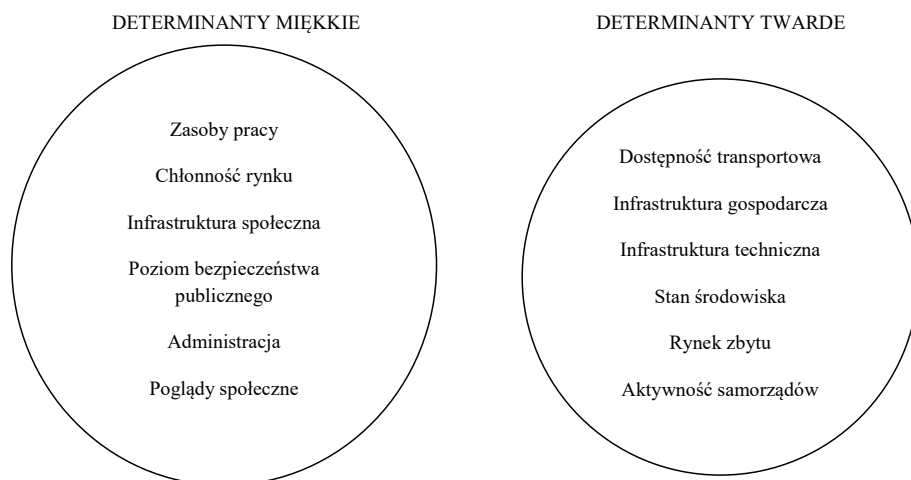 DETERMINANTY MIĘKKIE
Zasoby pracy
Chłonność rynku
Infrastruktura społeczna
Poziom bezpieczeństwa
publicznego
Administracja
Poglądy społeczne
DETERMINANTY TWARDE
Dostępność transportowa
Infrastruktura gospodarcza
Infrastruktura techniczna
Stan środowiska
Rynek zbytu
Aktywność samorządów